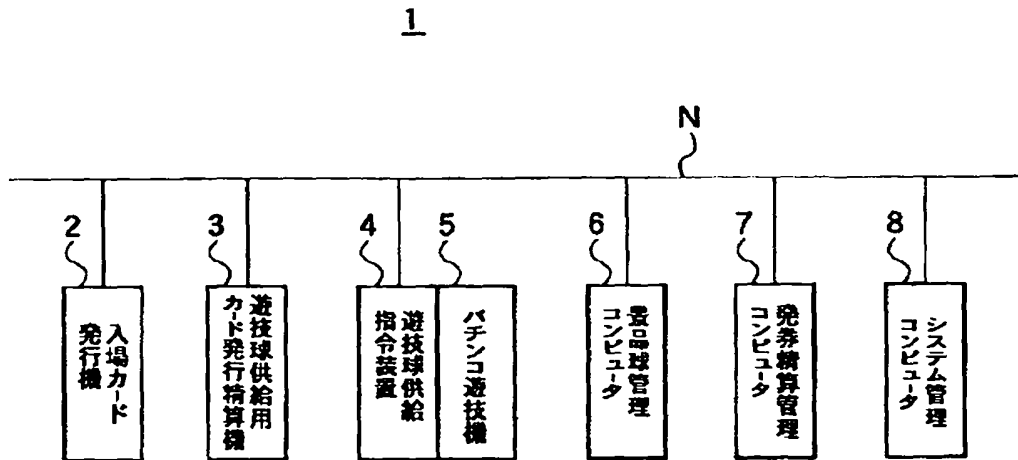 1
N
2
3
4
5
6
7
8
入場カード
発行機
遊技球供給用
カード発行精算機
遊技球供給
指令装置
パチンコ遊技機
景品球管理
コンピュータ
発券精算管理
コンピュータ
システム管理
コンピュータ